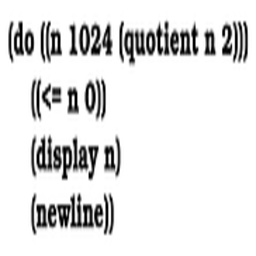 (do ((n 1024 (quotient n 2)))
((<= n 0))
(display n)
(newline))